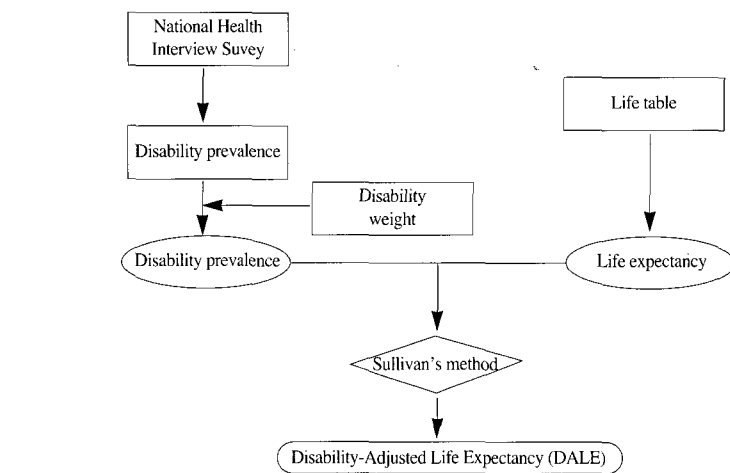 National Health
Interview Suvey
Life table
Disability prevalence
Disability
weight
Disability prevalence
Life expectancy
Sullivan's method
Disability-Adjusted Life Expectancy (DALE)